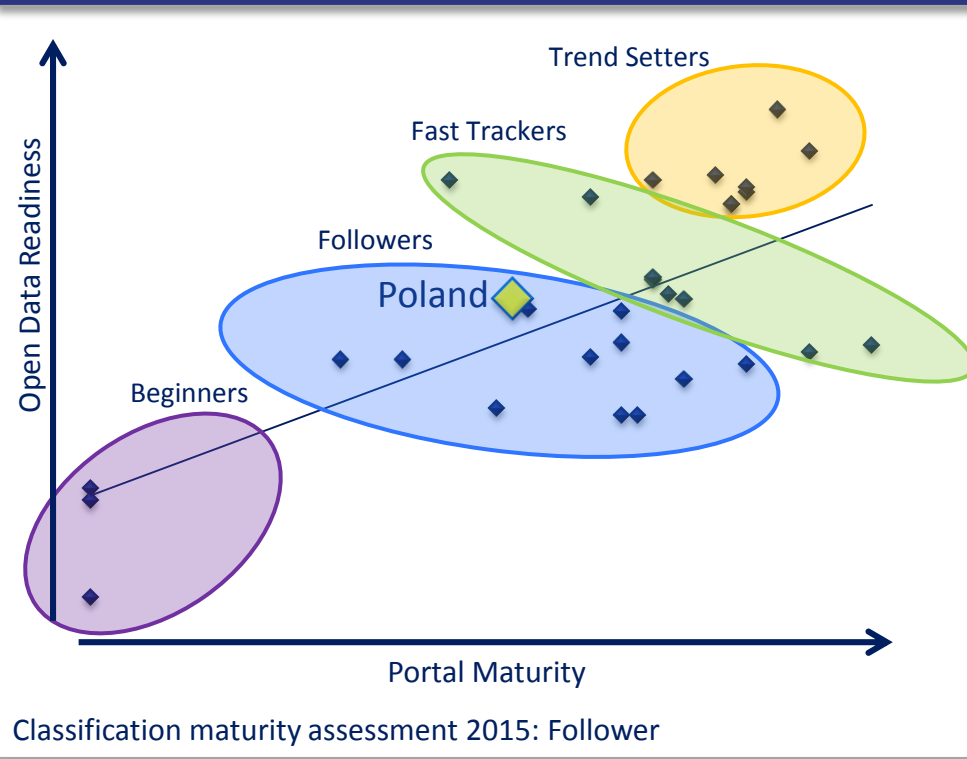 Trend Setters
Fast Trackers
Followers
Poland
Beginners
Open Data Readiness
Portal Maturity
Classification maturity assessment 2015: Follower